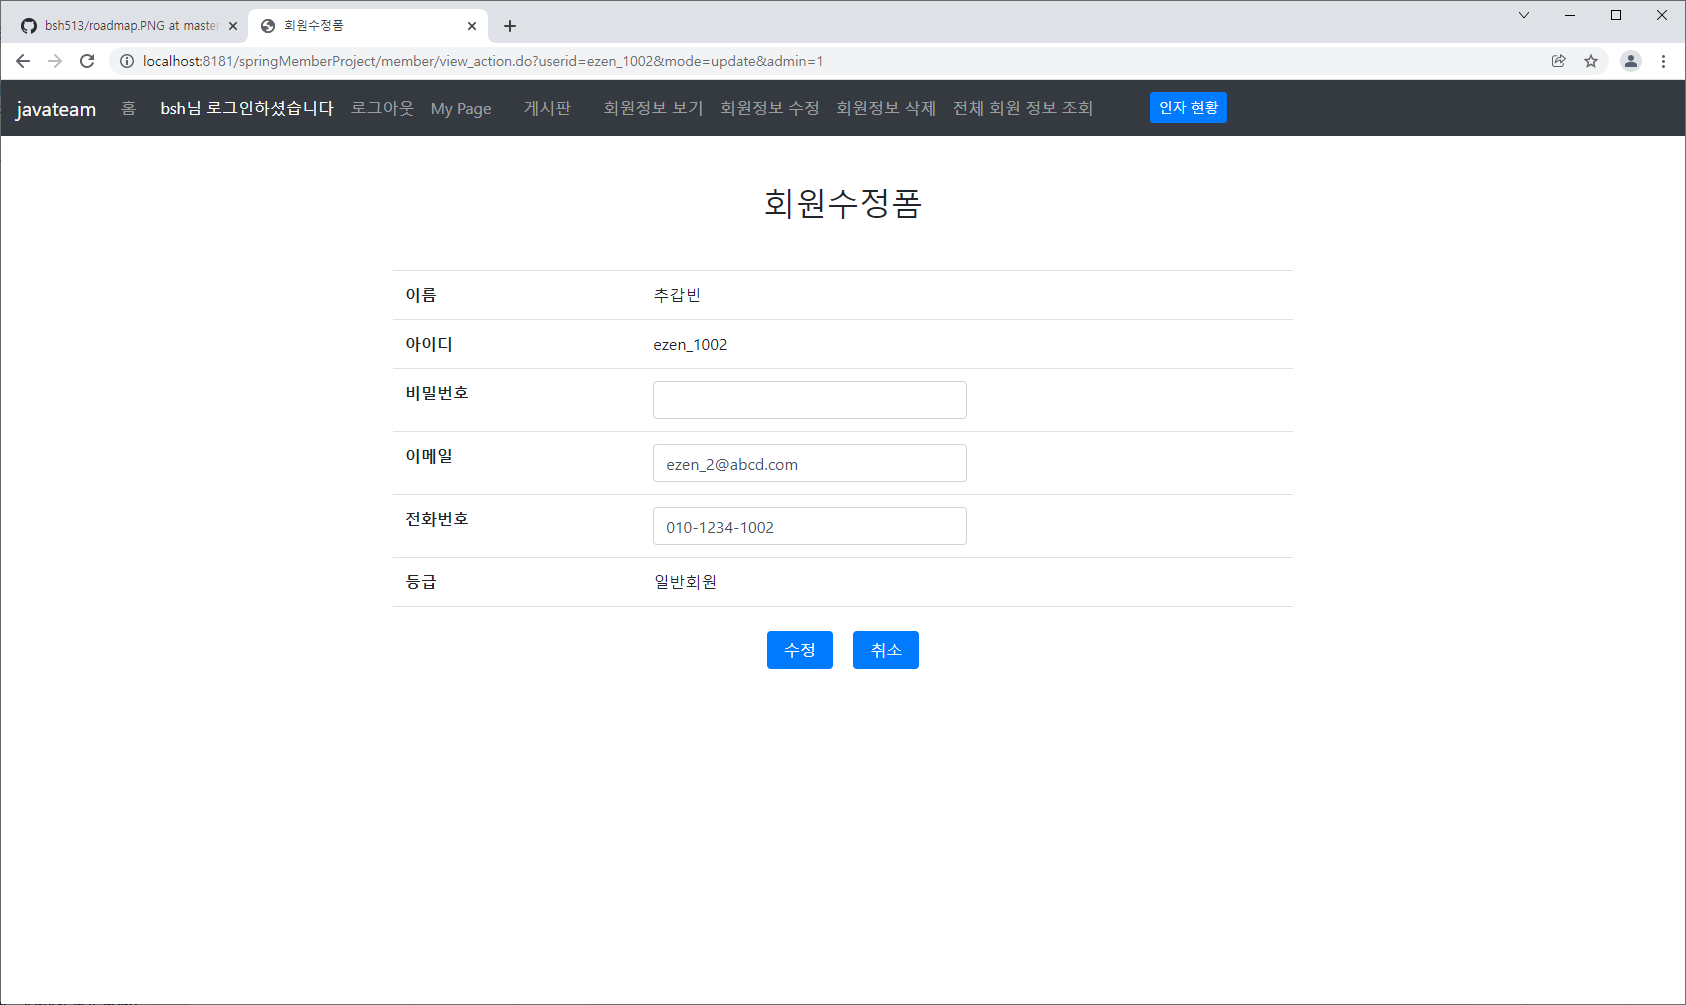 bsh513/roadmap.PNG at master
회원수정폼
localhost:8181/springMemberProject/member/view_action.do?userid=ezen_1002&mode=update&admin=1
javateam 홈 bsh님 로그인하셨습니다 로그아웃 My Page 게시판 회원정보 보기 회원정보 수정 회원정보 삭제 전체 회원 정보 조회 인자 현황
회원수정폼
이름 추갑빈
아이디 ezen_1002
비밀번호
이메일 ezen_2@abcd.com
전화번호 010-1234-1002
등급 일반회원
수정 취소